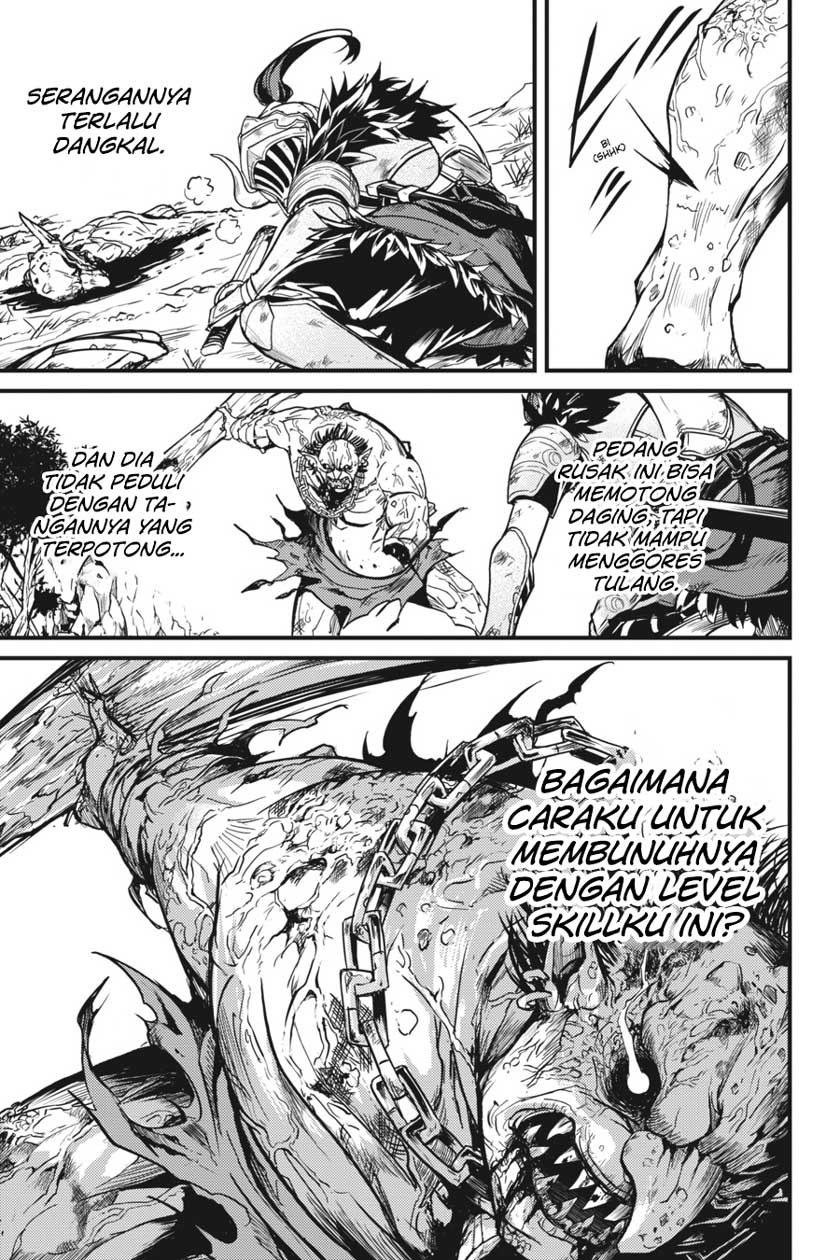 BI
(SHHK)
SERANGANNYA
TERLALU
DANGKAL.
PEDANG
RUSAK INI BISA
MEMOTONG
DAGING, TAPI
TIDAK MAMPU
MENGGORES
TULANG.
DAN DIA
TIDAK PEDULI
DENGAN TA-
NGANNYA YANG
TERPOTONG...
BAGAIMANA
CARAKU UNTUK
MEMBUNUHNYA
DENGAN LEVEL
SKILLKU INI?